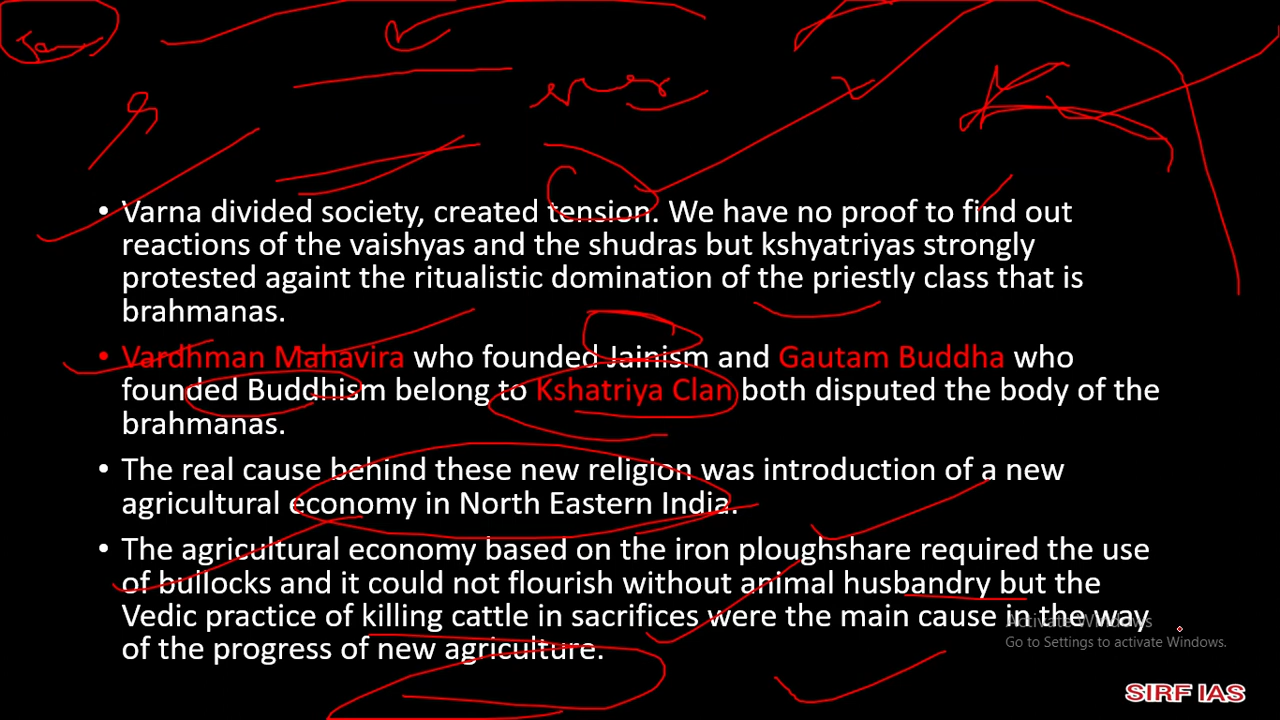 • Varna divided society, created tension. We have no proof to find out
reactions of the vaishyas and the shudras but kshyatriyas strongly
protested againt the ritualistic domination of the priestly class that is
brahmanas.
• Vardhman Mahavira who founded Jainism and Gautam Buddha who
founded Buddhism belong to Kshatriya Clan both disputed the body of the
brahmanas.
• The real cause behind these new religion was introduction of a new
agricultural economy in North Eastern India.
• The agricultural economy based on the iron ploughshare required the use
of bullocks and it could not flourish without animal husbandry but the
Vedic practice of killing cattle in sacrifices were the main cause in the way
of the progress of new agriculture.
Activate Windows
Go to Settings to activate Windows.
SIRF IAS